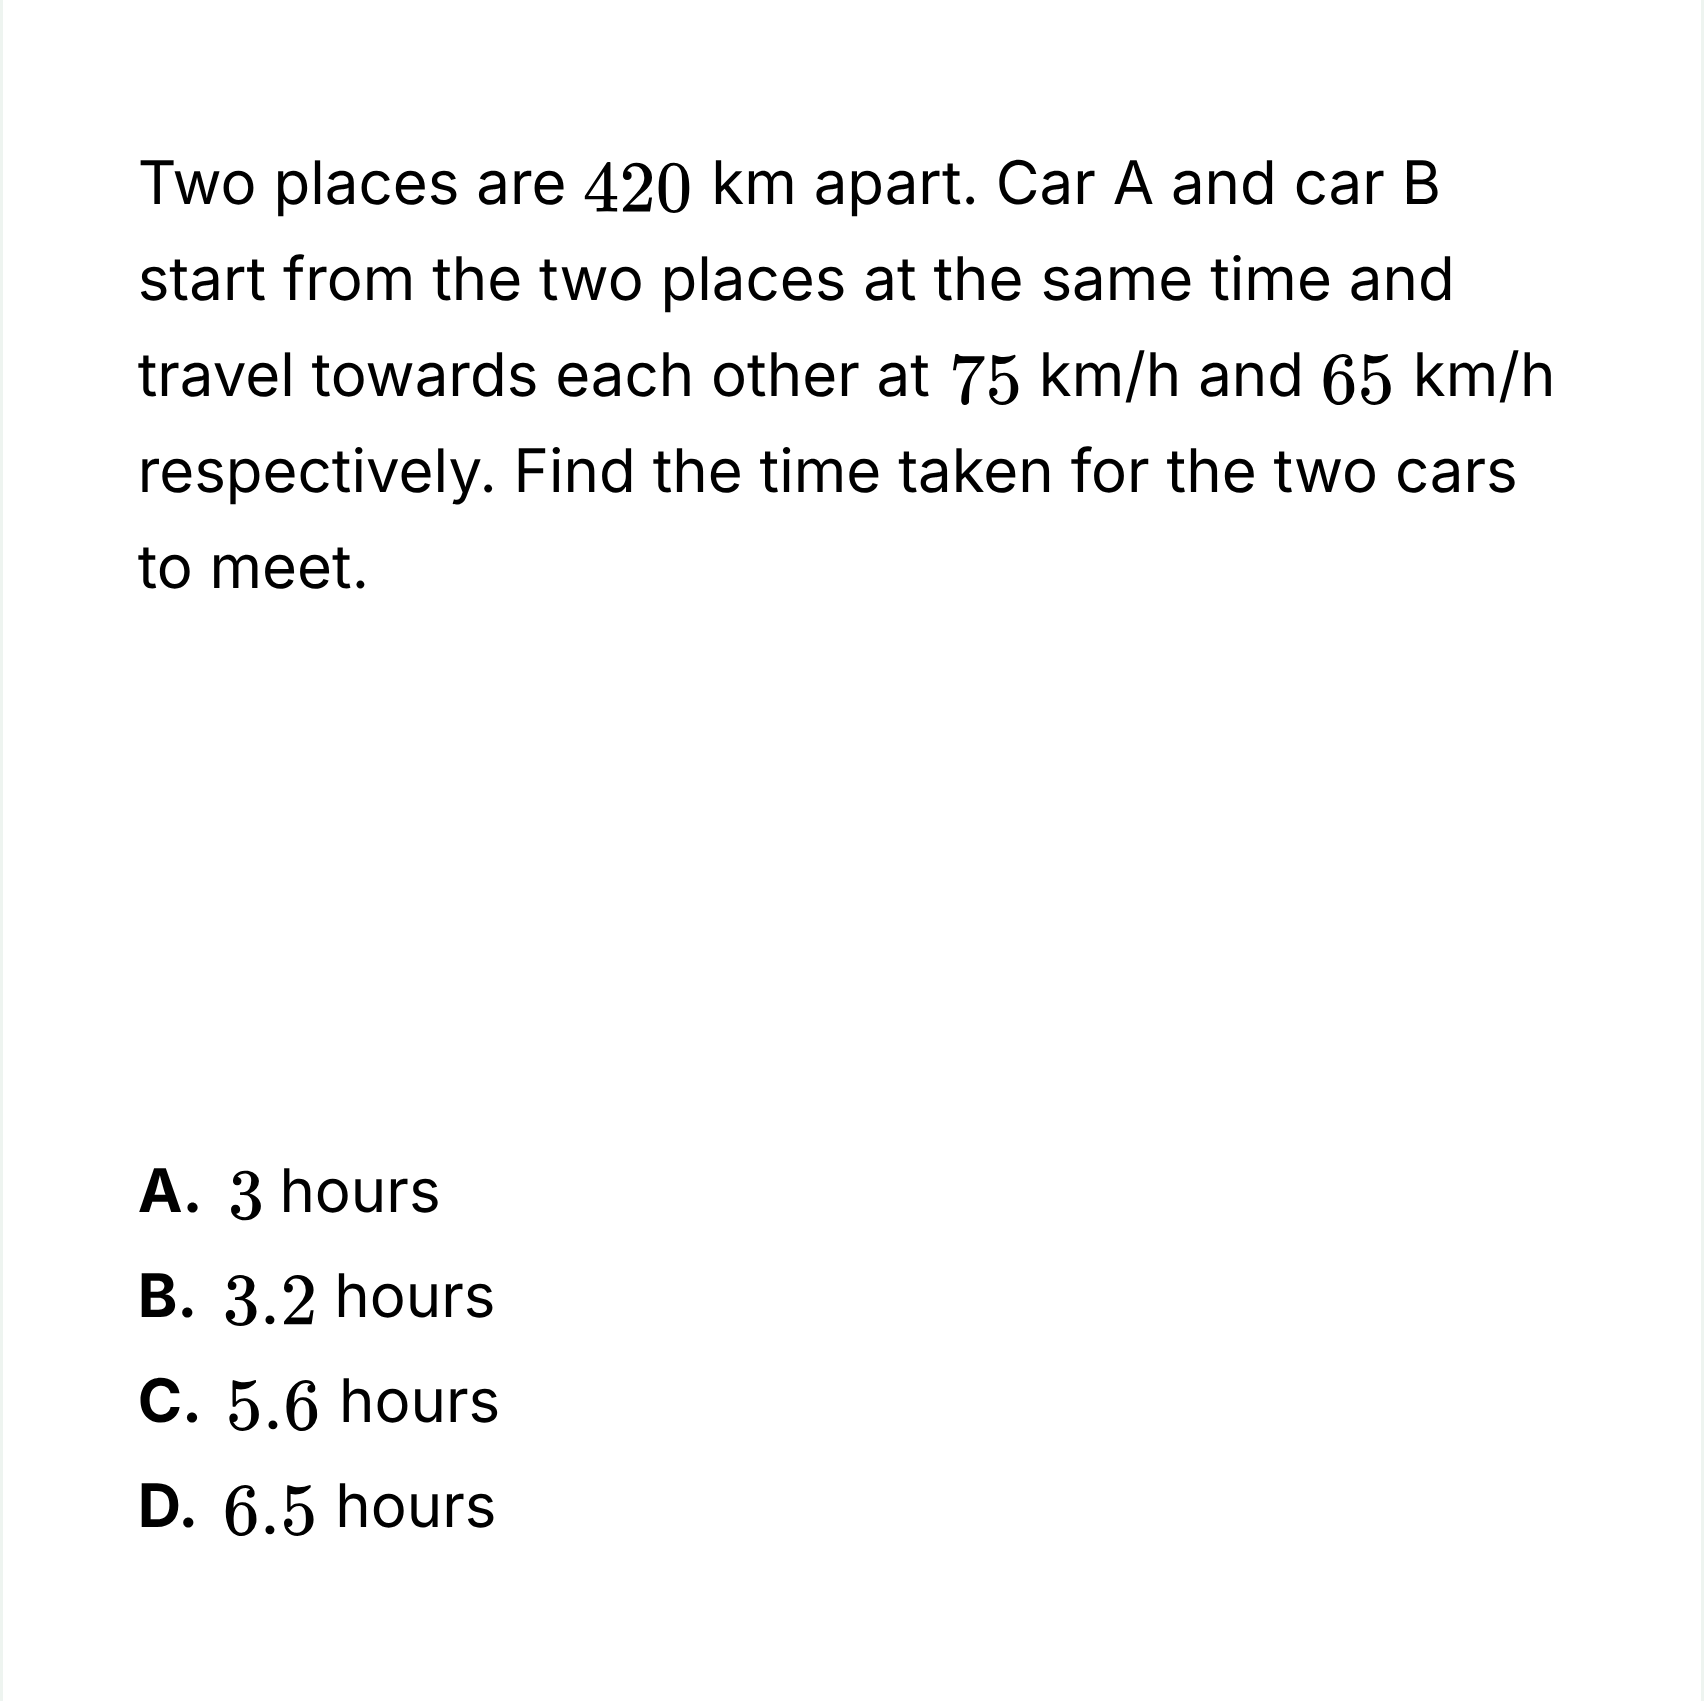 Two places are 420 km apart. Car A and car B
start from the two places at the same time and
travel towards each other at 75 km/h and 65 km/h
respectively. Find the time taken for the two cars
to meet.
A. 3 hours
B. 3.2 hours
C. 5.6 hours
D. 6.5 hours